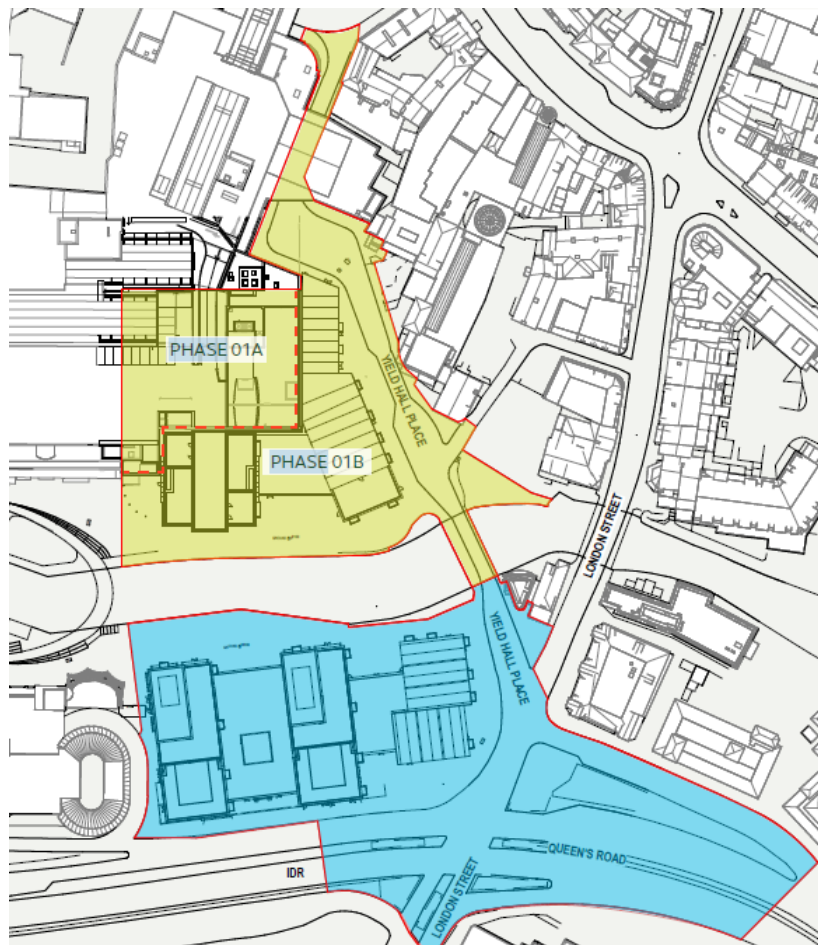 PHASE 01A
YIELD HALL PLACE
PHASE 01B
LONDON STREET
YIELD HALL PLACE
QUEEN'S ROAD
IDR
LONDON STREET